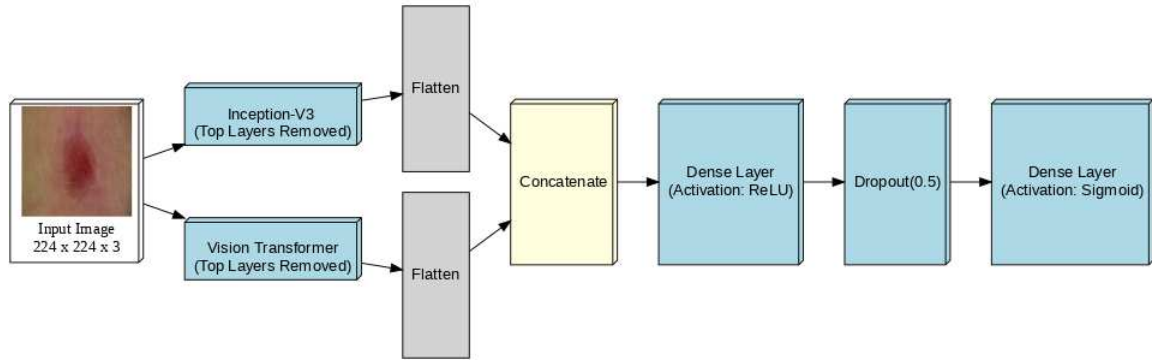 Input Image
224 x 224 x 3
Inception-V3
(Top Layers Removed)
Vision Transformer
(Top Layers Removed)
Flatten
Flatten
Concatenate
Dense Layer
(Activation: ReLU)
Dropout(0.5)
Dense Layer
(Activation: Sigmoid)